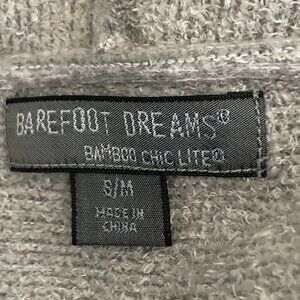 BAREFOOT DREAMS®
BAMBOO CHIC LITE®
S/M
MADE IN
CHINA